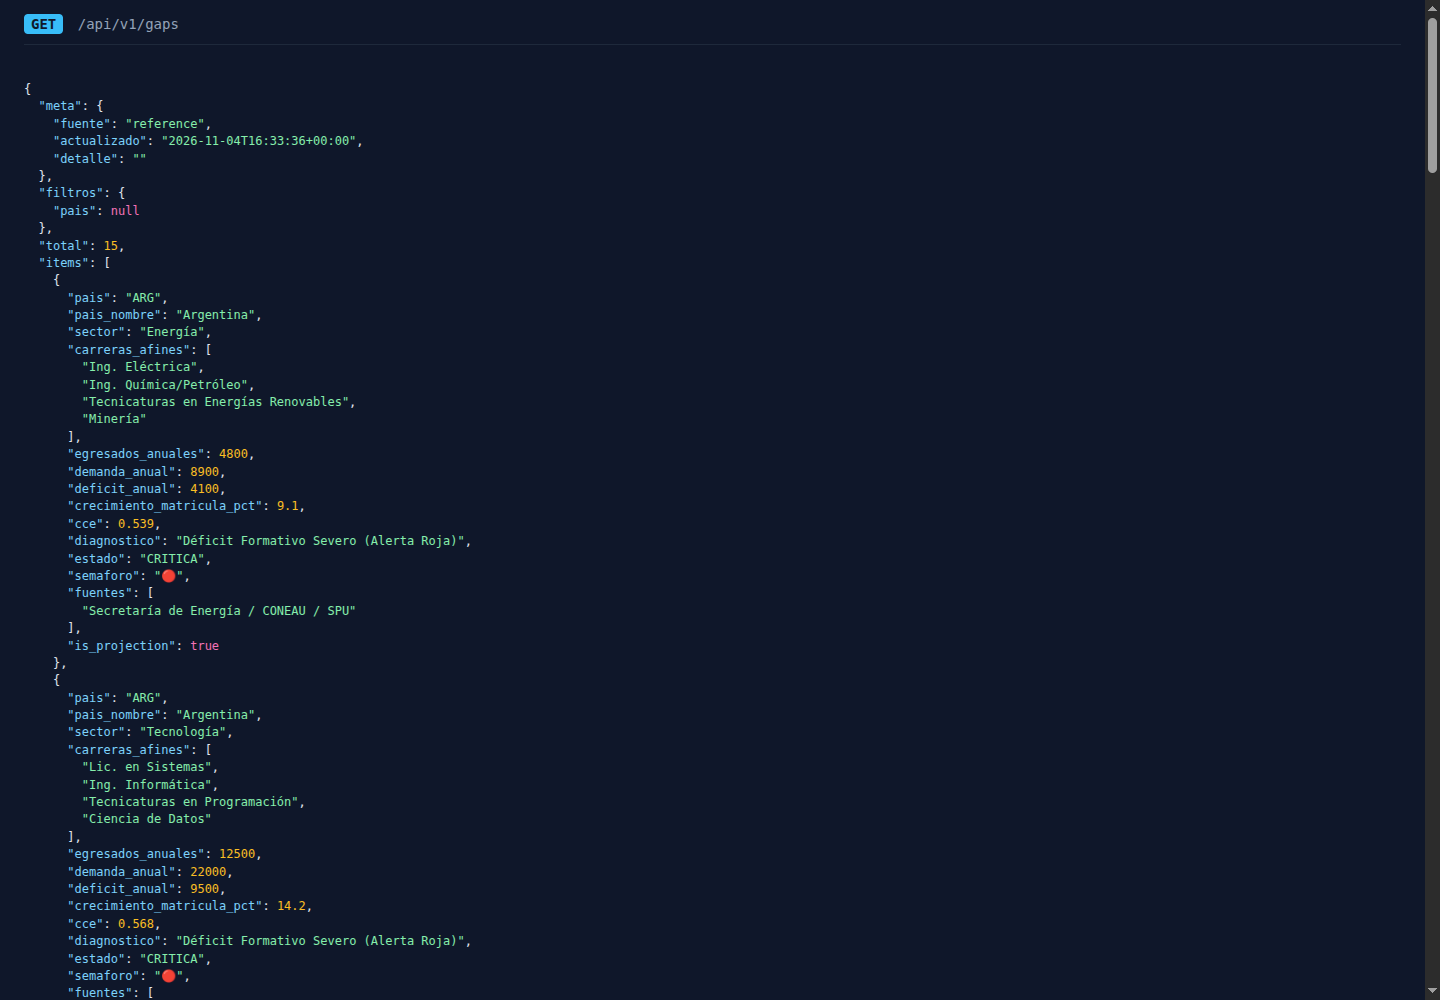 GET /api/v1/gaps
{
  "meta": {
    "fuente": "reference",
    "actualizado": "2026-11-04T16:33:36+00:00",
    "detalle": ""
  },
  "filtros": {
    "pais": null
  },
  "total": 15,
  "items": [
    {
      "pais": "ARG",
      "pais_nombre": "Argentina",
      "sector": "Energía",
      "carreras_afines": [
        "Ing. Eléctrica",
        "Ing. Química/Petróleo",
        "Tecnicaturas en Energías Renovables",
        "Minería"
      ],
      "egresados_anuales": 4800,
      "demanda_anual": 8900,
      "deficit_anual": 4100,
      "crecimiento_matricula_pct": 9.1,
      "cce": 0.539,
      "diagnostico": "Déficit Formativo Severo (Alerta Roja)",
      "estado": "CRITICA",
      "semaforo": "🔴",
      "fuentes": [
        "Secretaría de Energía / CONEAU / SPU"
      ],
      "is_projection": true
    },
    {
      "pais": "ARG",
      "pais_nombre": "Argentina",
      "sector": "Tecnología",
      "carreras_afines": [
        "Lic. en Sistemas",
        "Ing. Informática",
        "Tecnicaturas en Programación",
        "Ciencia de Datos"
      ],
      "egresados_anuales": 12500,
      "demanda_anual": 22000,
      "deficit_anual": 9500,
      "crecimiento_matricula_pct": 14.2,
      "cce": 0.568,
      "diagnostico": "Déficit Formativo Severo (Alerta Roja)",
      "estado": "CRITICA",
      "semaforo": "🔴",
      "fuentes": [